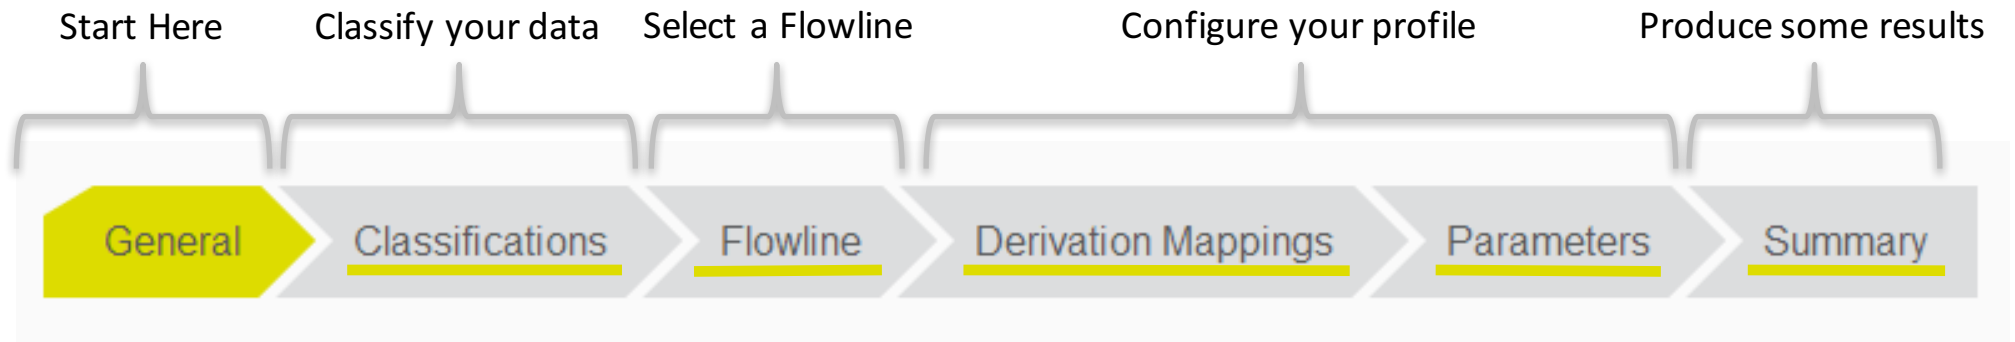 Start Here
Classify your data
Select a Flowline
Configure your profile
Produce some results
General
Classifications
Flowline
Derivation Mappings
Parameters
Summary